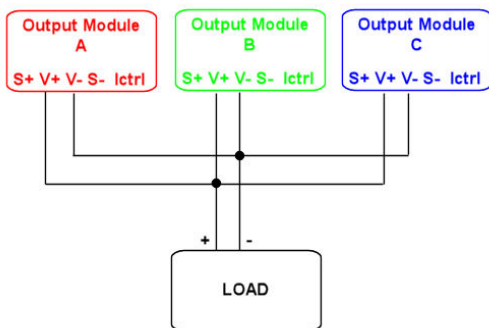 Output Module
A
S+ V+ V- S- Ictrl
Output Module
B
S+ V+ V- S- Ictrl
Output Module
C
S+ V+ V- S- Ictrl
+ -
LOAD